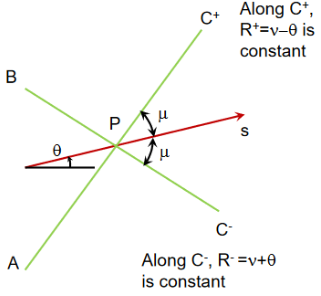 C⁺
Along C⁺,
R⁺=ν–θ is
constant
B
P
μ
θ
μ
s
C⁻
A
Along C⁻, R⁻=ν+θ
is constant